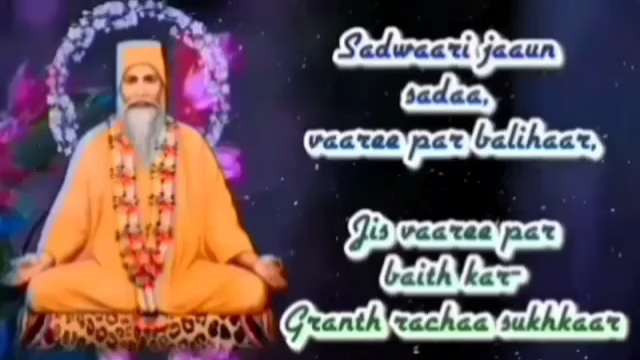 Sadwaari jaaun
sadaa,
vaaree par balihaar,
Jis vaaree par
baith kar-
Granth rachaa sukhkaar